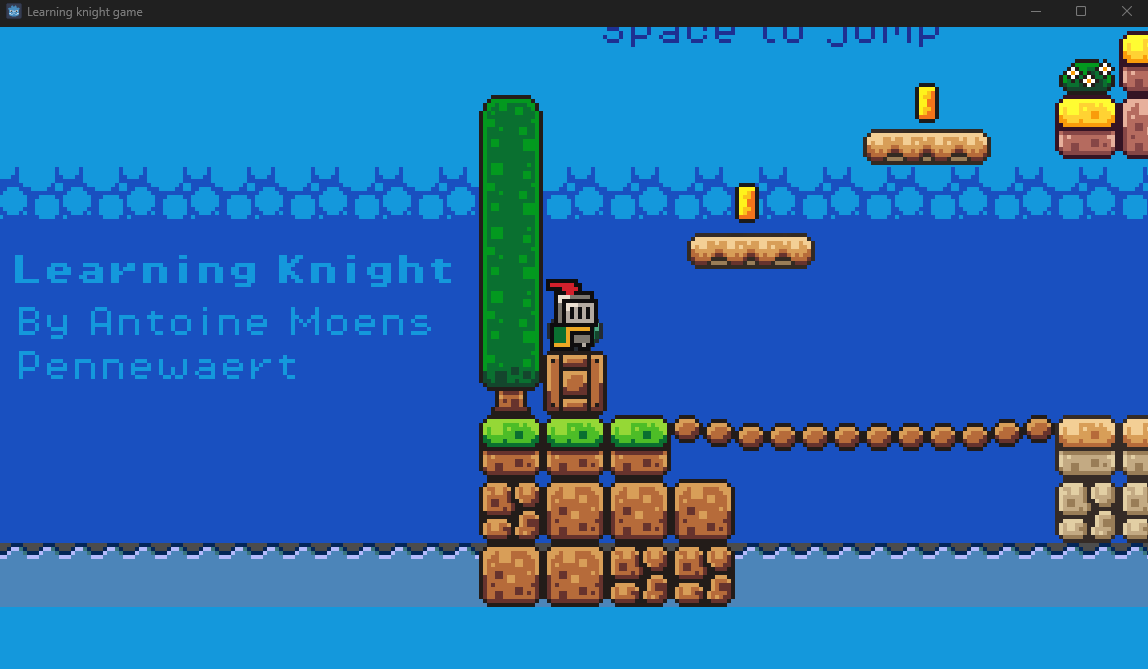 Learning knight game
Space to jump
Learning Knight
By Antoine Moens
Pennewaert